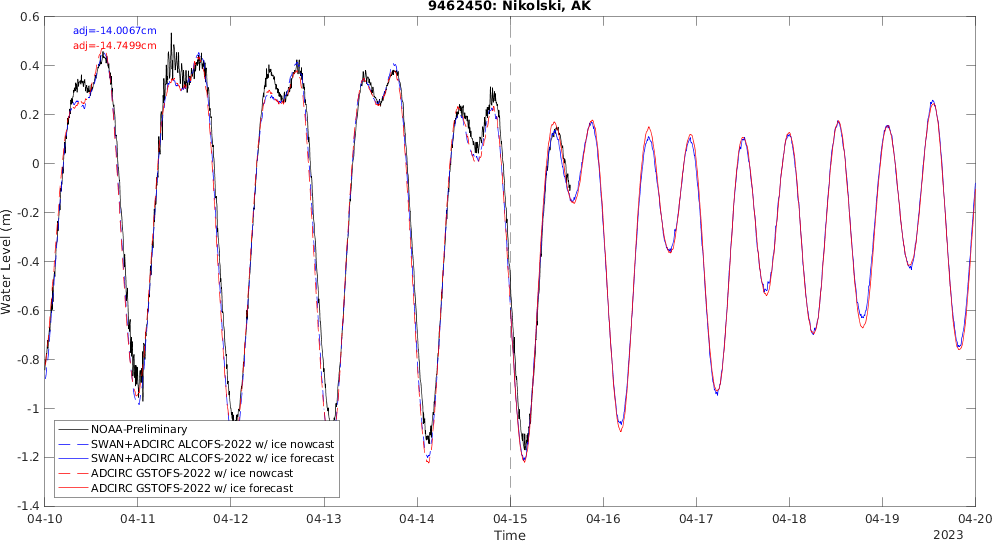 9462450: Nikolski, AK
adj=-14.0067cm
adj=-14.7499cm
0.6
0.4
0.2
0
-0.2
-0.4
-0.6
-0.8
-1
-1.2
-1.4
Water Level (m)
NOAA-Preliminary
SWAN+ADCIRC ALCOFS-2022 w/ ice nowcast
SWAN+ADCIRC ALCOFS-2022 w/ ice forecast
ADCIRC GSTOFS-2022 w/ ice nowcast
ADCIRC GSTOFS-2022 w/ ice forecast
04-10 04-11 04-12 04-13 04-14 04-15 04-16 04-17 04-18 04-19 04-20
Time
2023